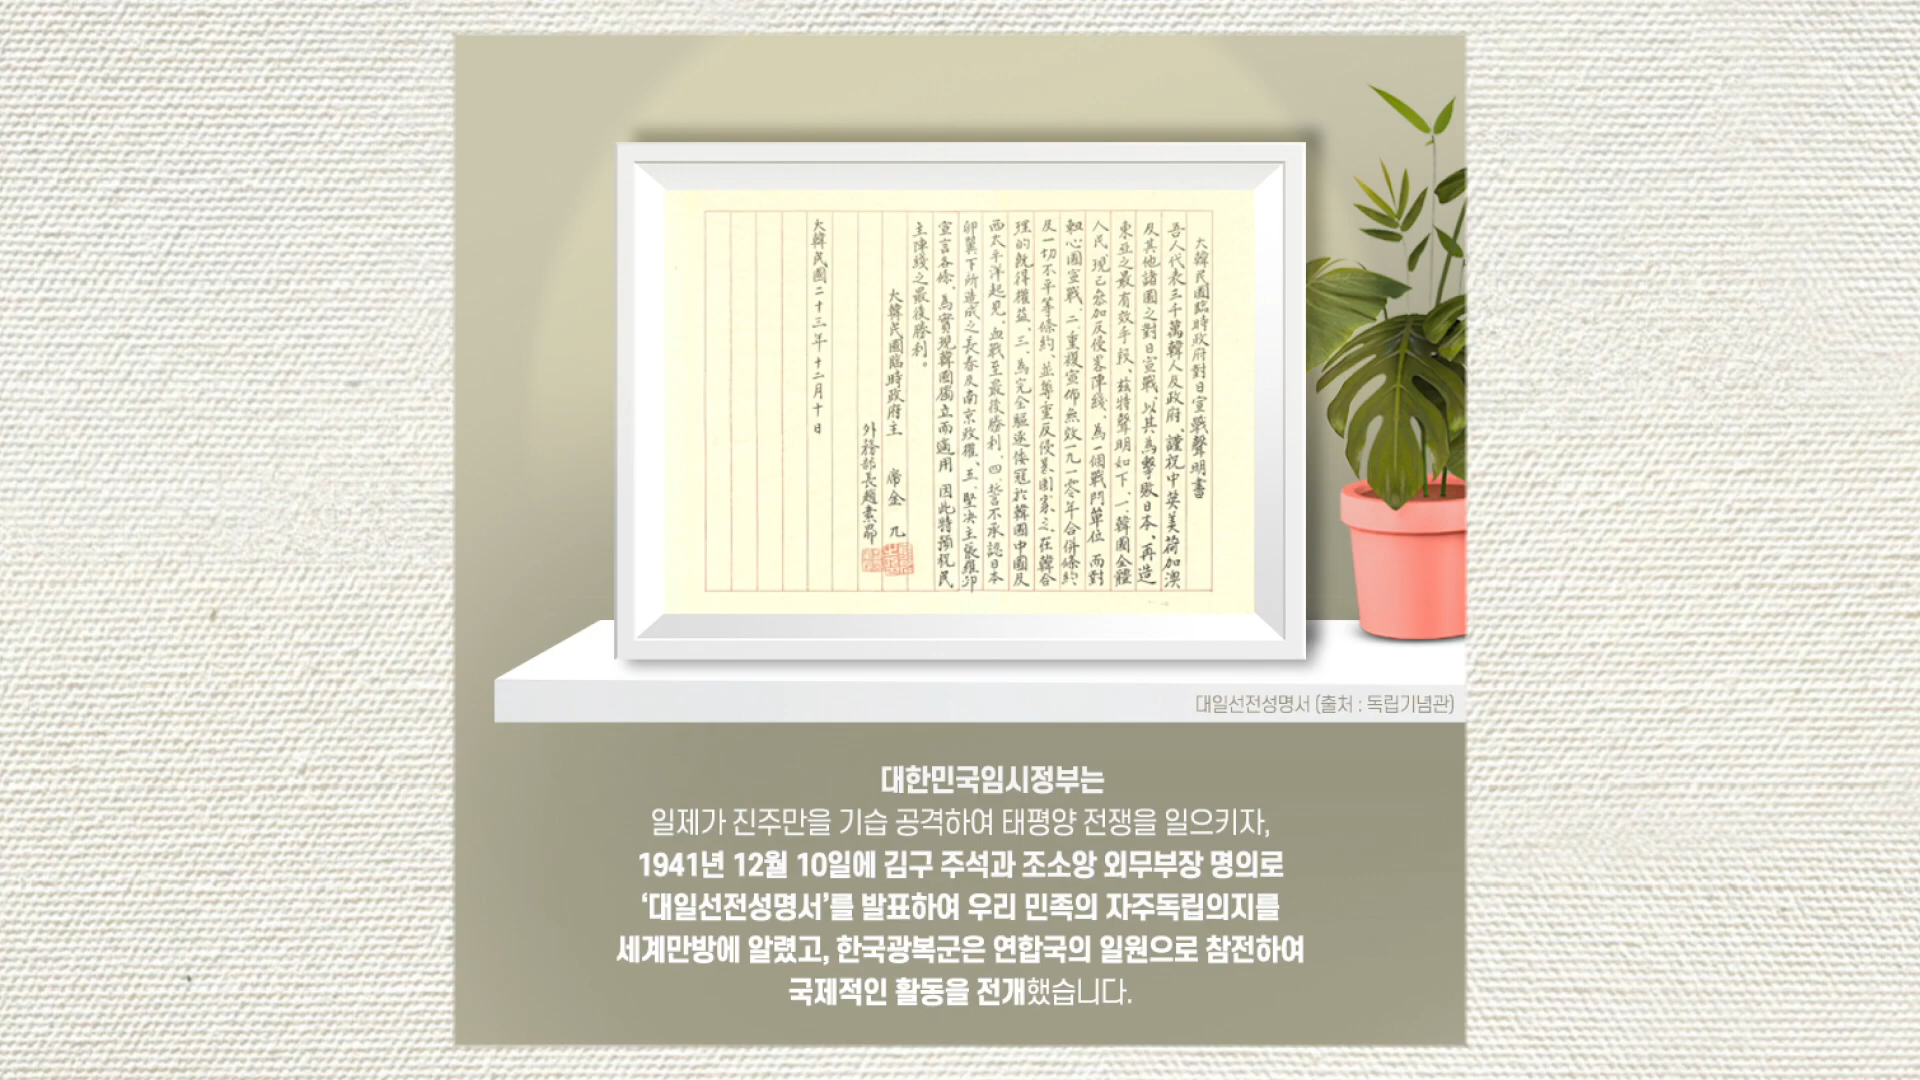 大韓民國臨時政府對日宣戰聲明書
吾人代表三千萬韓人及政府、謹祝中英美荷加澳
及其他諸國之對日宣戰、以其為擊敗日本、再造
東亞之最有效手段、玆特聲明如下、一、韓國全體
人民、現已參加反侵畧陣綫、為一個戰鬥單位 而對
軸心國宣戰、二、重複宣佈無效一九一零年合倂條約
及一切不平等條約、並尊重反侵畧國家之在韓合
理的旣得權益、三、為完全驅逐倭寇於韓國中國及
西太平洋起見、血戰至最後勝利、四、誓不承認日本
卵翼下所造成之長春及南京政權、五、堅决主張羅邱
宣言各條、為實現韓國獨立而適用 因此特預祝民
主陣綫之最後勝利。
大韓民國臨時政府主 席金 九
外務部長趙素昻
大韓民國二十三年十二月十日
대일선전성명서 (출처 : 독립기념관)
대한민국임시정부는
일제가 진주만을 기습 공격하여 태평양 전쟁을 일으키자,
1941년 12월 10일에 김구 주석과 조소앙 외무부장 명의로
‘대일선전성명서’를 발표하여 우리 민족의 자주독립의지를
세계만방에 알렸고, 한국광복군은 연합국의 일원으로 참전하여
국제적인 활동을 전개했습니다.